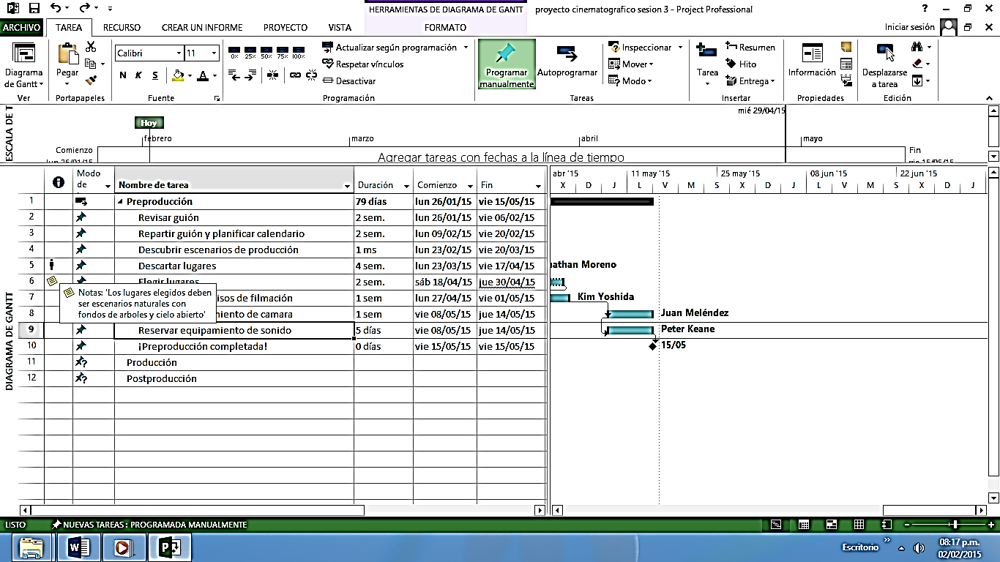 HERRAMIENTAS DE DIAGRAMA DE GANTT proyecto cinematografico sesion 3 - Project Professional ?
ARCHIVO TAREA RECURSO CREAR UN INFORME PROYECTO VISTA FORMATO Iniciar sesión
Diagrama de Gantt
Ver
Pegar
Portapapeles
Calibri 11
N K S A
Fuente
0% 25% 50% 75% 100%
Actualizar según programación
Respetar vínculos
Desactivar
Programación
Programar manualmente
Autoprogramar
Inspeccionar
Mover
Modo
Tareas
Tarea
Resumen
Hito
Entrega
Insertar
Información
Propiedades
Desplazarse a tarea
Edición
ESCALA DE T
mié 29/04/15
Hoy
febrero marzo abril mayo
Comienzo
lun 26/01/15
Agregar tareas con fechas a la línea de tiempo
Fin
vie 15/05/15
DIAGRAMA DE GANTT
Modo de Nombre de tarea Duración Comienzo Fin
abr '15 11 may '15 25 may '15 08 jun '15 22 jun '15
X D J L V M S X D J L V M S X D J
1 Preproducción 79 días lun 26/01/15 vie 15/05/15
2 Revisar guión 2 sem. lun 26/01/15 vie 06/02/15
3 Repartir guión y planificar calendario 2 sem. lun 09/02/15 vie 20/02/15
4 Descubrir escenarios de producción 1 ms lun 23/02/15 vie 20/03/15
5 Descartar lugares 4 sem. lun 23/03/15 vie 17/04/15 nathan Moreno
6 Elegir lugares 2 sem. sáb 18/04/15 jue 30/04/15
Notas: 'Los lugares elegidos deben
ser escenarios naturales con
fondos de arboles y cielo abierto'
7 isos de filmación 1 sem lun 27/04/15 vie 01/05/15 Kim Yoshida
8 miento de camara 1 sem vie 08/05/15 jue 14/05/15 Juan Meléndez
9 Reservar equipamiento de sonido 5 días vie 08/05/15 jue 14/05/15 Peter Keane
10 ¡Preproducción completada! 0 días vie 15/05/15 vie 15/05/15 15/05
11 Producción
12 Postproducción
LISTO NUEVAS TAREAS : PROGRAMADA MANUALMENTE
Escritorio
08:17 p.m.
02/02/2015